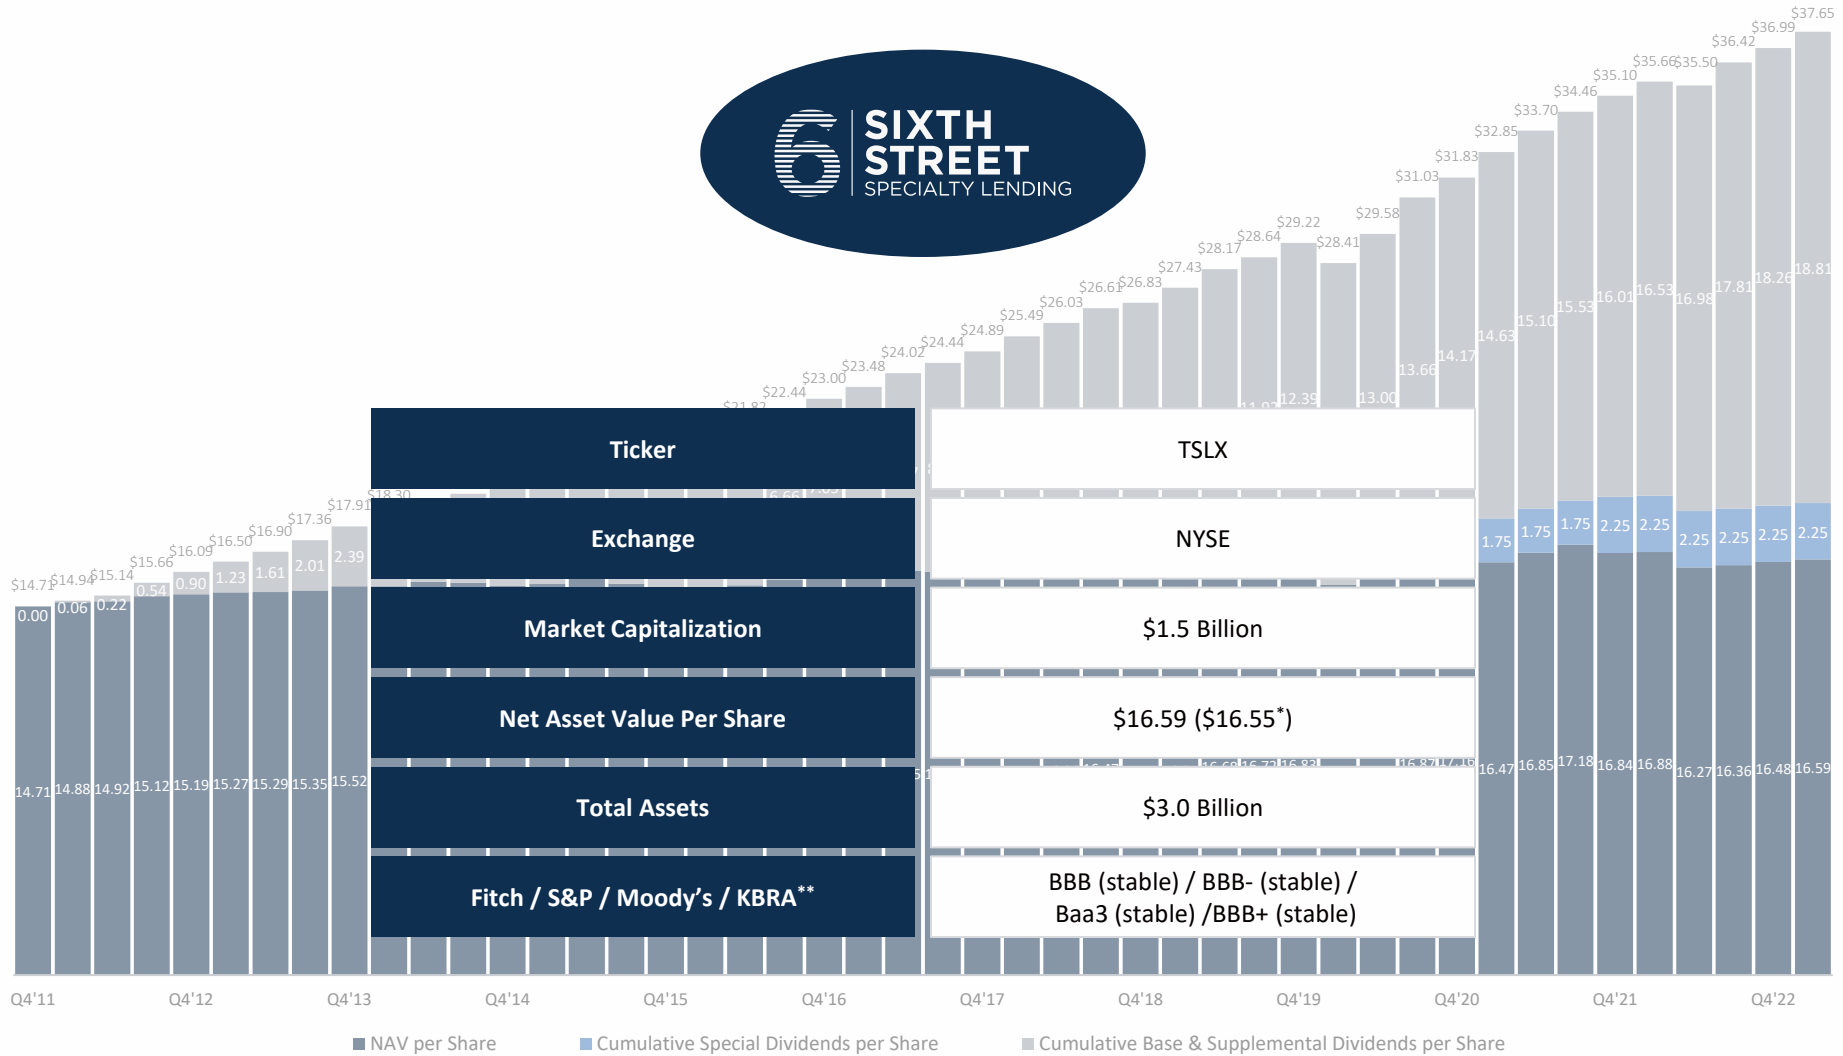 $37.65
$36.99
$36.42
$35.66
$35.50
$35.10
$34.46
$33.70
$32.85
$31.83
$31.03
$29.58
$28.41
$29.22
$28.64
$28.17
$27.43
$26.83
$26.61
$26.03
$25.49
$24.89
$24.44
$24.02
$23.48
$23.00
$22.44
$21.82
$18.30
$17.91
$17.36
$16.90
$16.50
$16.09
$15.66
$15.14
$14.94
$14.71
6 SIXTH
STREET
SPECIALTY LENDING
0.00 0.06 0.22 0.54 0.90 1.23 1.61 2.01 2.39
12.39 13.00 13.66 14.17 14.63 15.10 15.53 16.01 16.53 16.98 17.81 18.26 18.81
1.75 1.75 1.75 2.25 2.25 2.25 2.25 2.25 2.25
14.71 14.88 14.92 15.12 15.19 15.27 15.29 15.35 15.52
16.47 16.85 17.18 16.84 16.88 16.27 16.36 16.48 16.59
Ticker
TSLX
Exchange
NYSE
Market Capitalization
$1.5 Billion
Net Asset Value Per Share
$16.59 ($16.55*)
Total Assets
$3.0 Billion
Fitch / S&P / Moody’s / KBRA**
BBB (stable) / BBB- (stable) /
Baa3 (stable) /BBB+ (stable)
Q4'11 Q4'12 Q4'13 Q4'14 Q4'15 Q4'16 Q4'17 Q4'18 Q4'19 Q4'20 Q4'21 Q4'22
NAV per Share Cumulative Special Dividends per Share Cumulative Base & Supplemental Dividends per Share